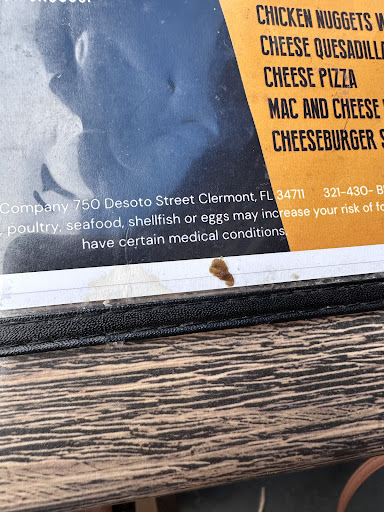 CHICKEN NUGGETS
CHEESE QUESADILLA
CHEESE PIZZA
MAC AND CHEESE
CHEESEBURGER S
Company 750 Desoto Street Clermont, FL 34711 321-430- B
, poultry, seafood, shellfish or eggs may increase your risk of fo
have certain medical conditions.